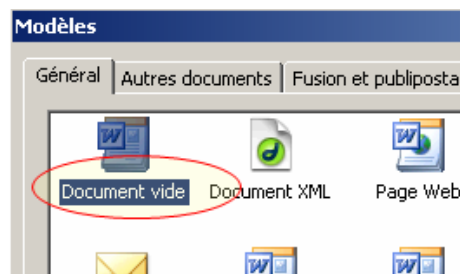 Modèles
Général Autres documents Fusion et publiposta
Document vide Document XML Page Web